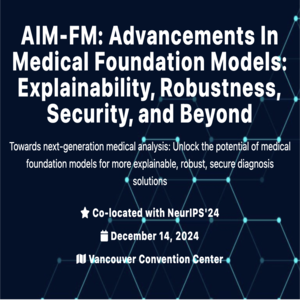 AIM-FM: Advancements In
Medical Foundation Models:
Explainability, Robustness,
Security, and Beyond
Towards next-generation medical analysis: Unlock the potential of medical
foundation models for more explainable, robust, secure diagnosis
solutions
Co-located with NeurIPS'24
December 14, 2024
Vancouver Convention Center